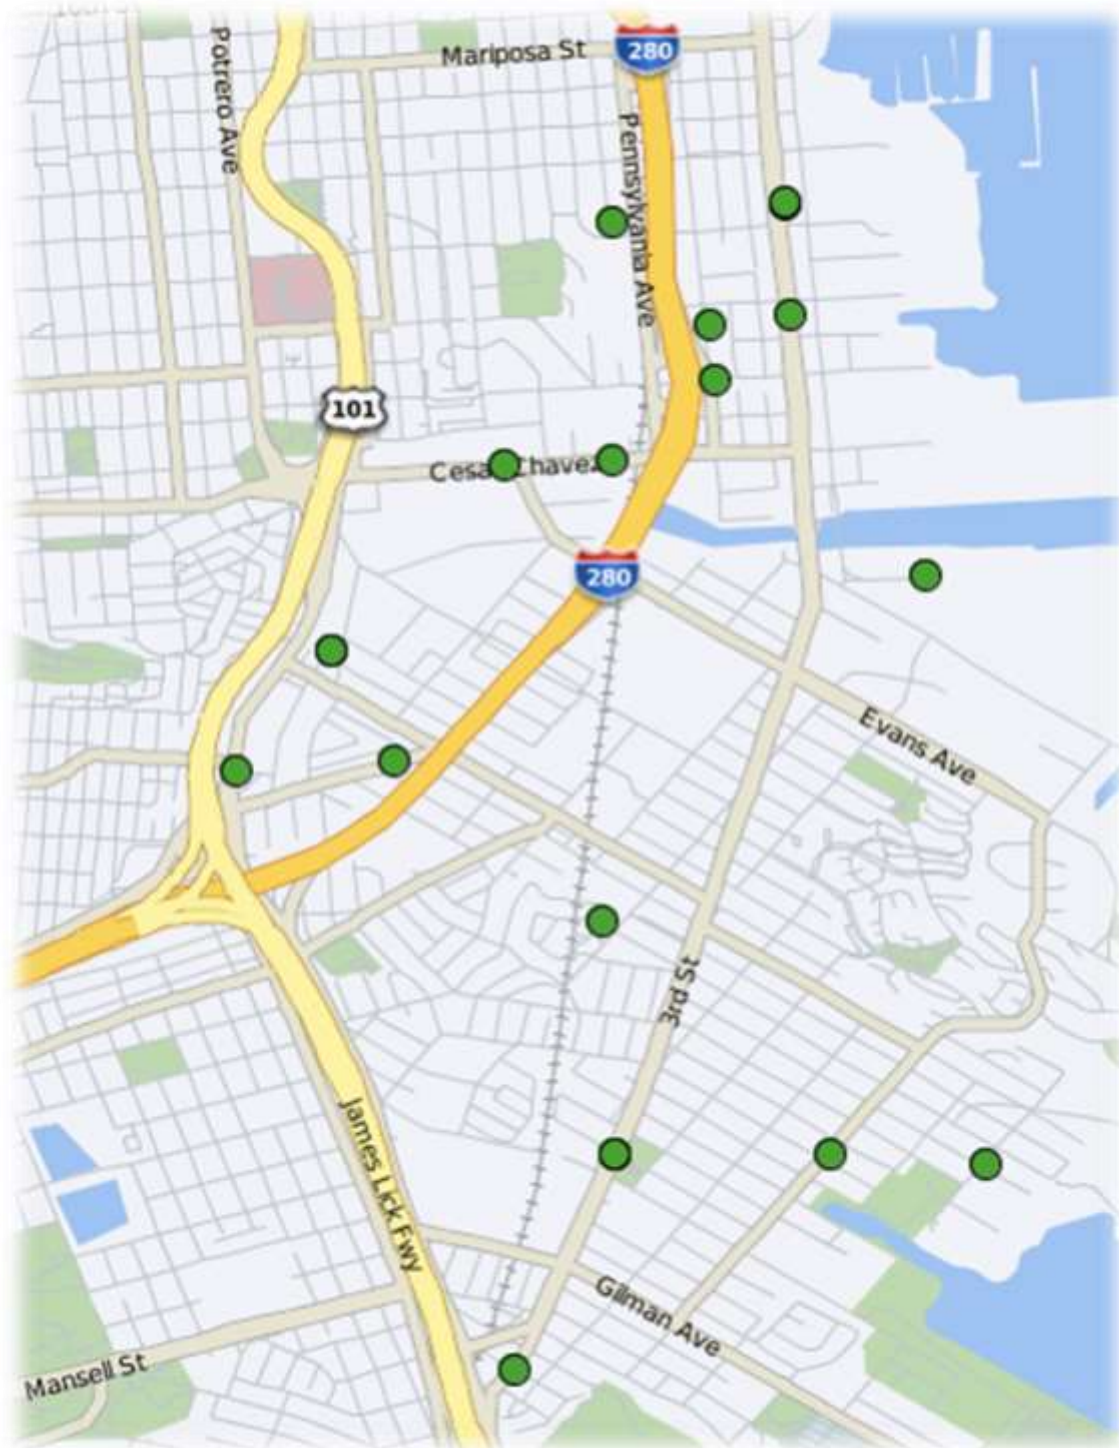 Mariposa St
280
Potrero Ave
Pennsylvania Ave
101
Cesa Chavez
280
Evans Ave
3rd St
James Lick Fwy
Gilman Ave
Mansell St